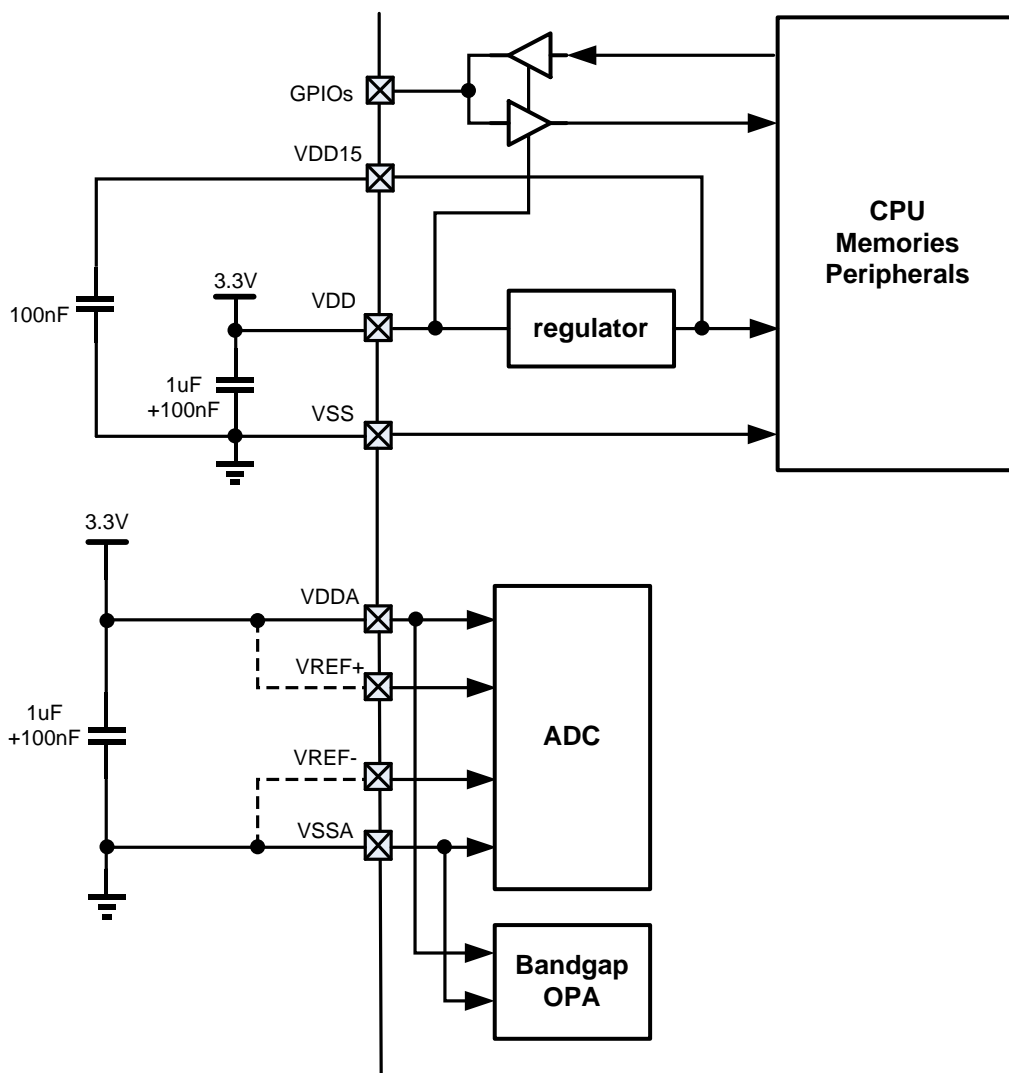 GPIOs
VDD15
CPU
Memories
Peripherals
3.3V
VDD
100nF
regulator
1uF
+100nF
VSS
3.3V
VDDA
VREF+
1uF
+100nF
ADC
VREF-
VSSA
Bandgap
OPA